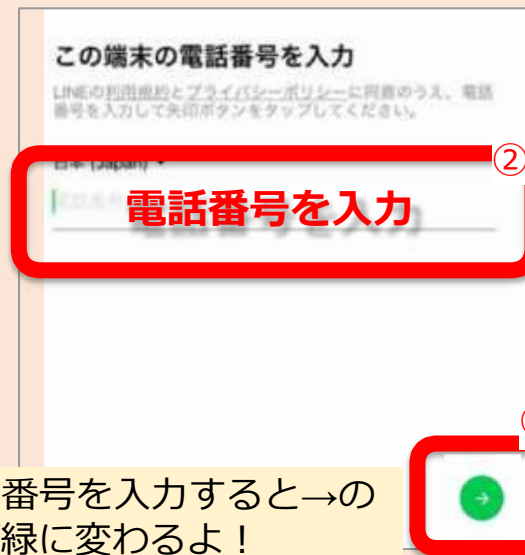 この端末の電話番号を入力
LINEの利用規約とプライバシーポリシーに同意のうえ、電話
番号を入力して矢印ボタンをタップしてください。
日本 (Japan)
②
電話番号を入力
番号を入力すると→の
緑に変わるよ！